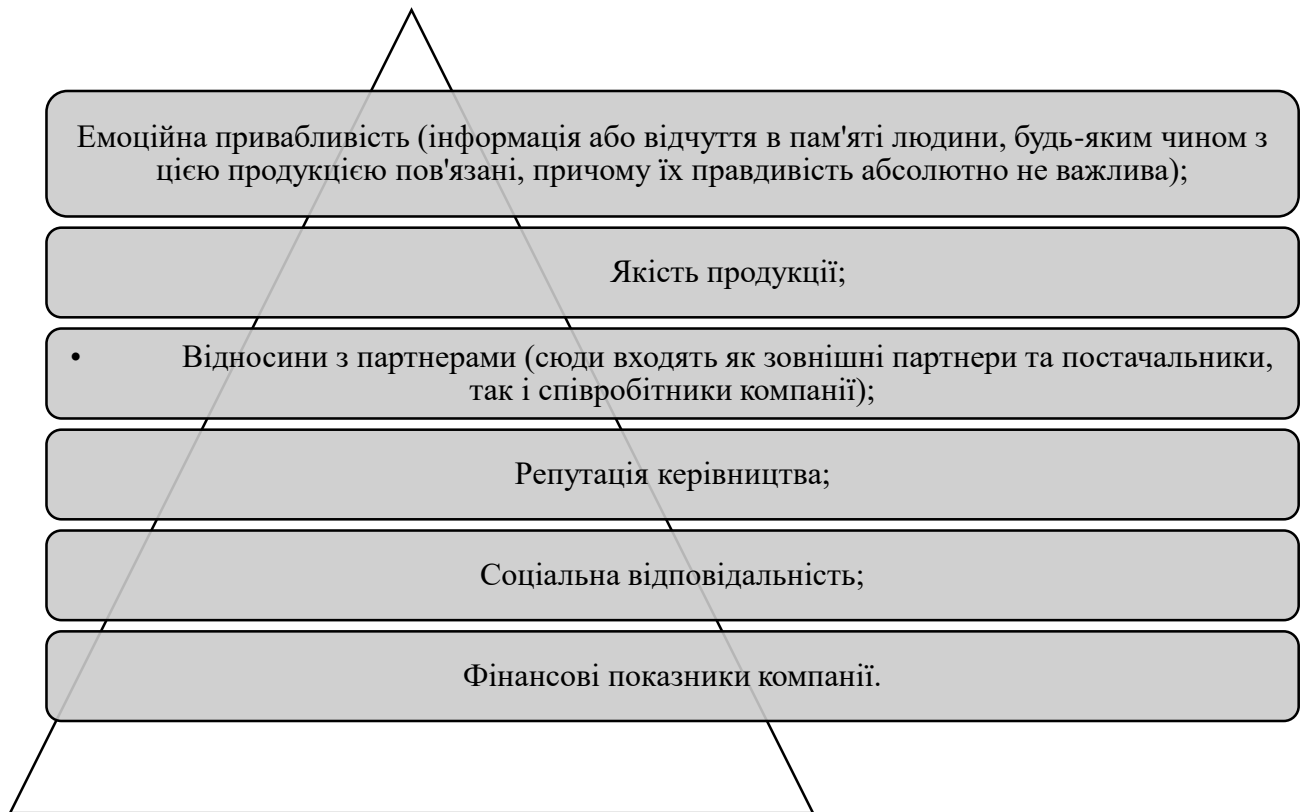 Емоційна привабливість (інформація або відчуття в пам'яті людини, будь-яким чином з
цією продукцією пов'язані, причому їх правдивість абсолютно не важлива);
Якість продукції;
• Відносини з партнерами (сюди входять як зовнішні партнери та постачальники,
так і співробітники компанії);
Репутація керівництва;
Соціальна відповідальність;
Фінансові показники компанії.